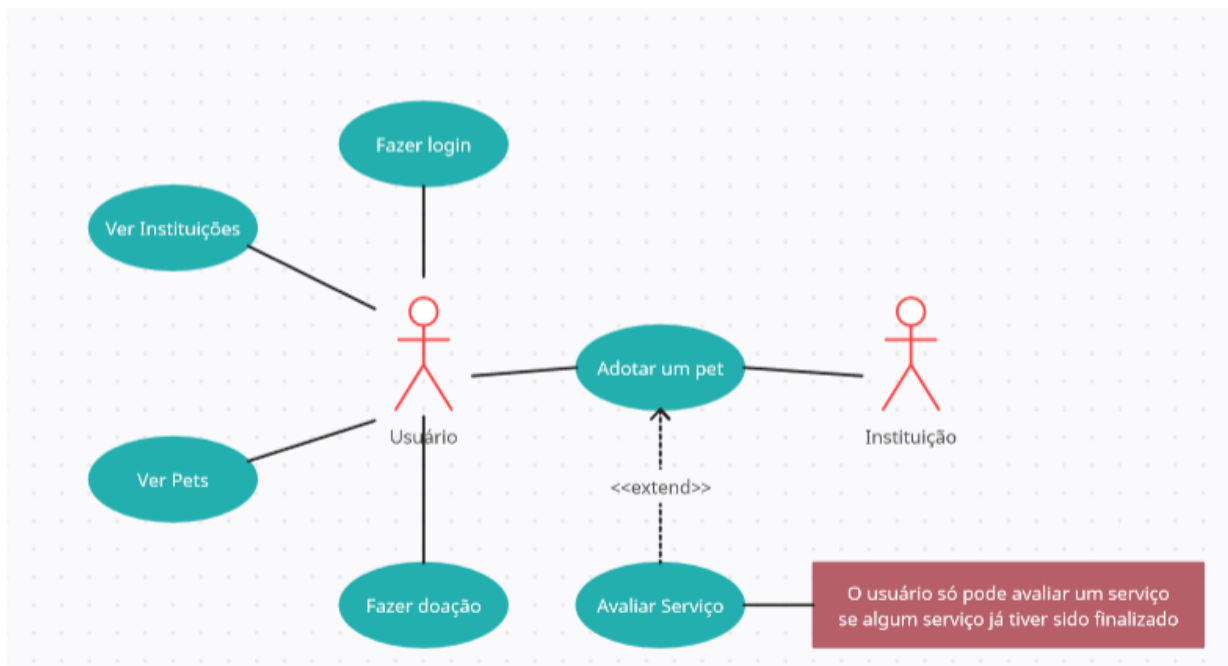 Fazer login
Ver Instituições
Adotar um pet
Usuário
Instituição
Ver Pets
<<extend>>
Fazer doação
Avaliar Serviço
O usuário só pode avaliar um serviço
se algum serviço já tiver sido finalizado